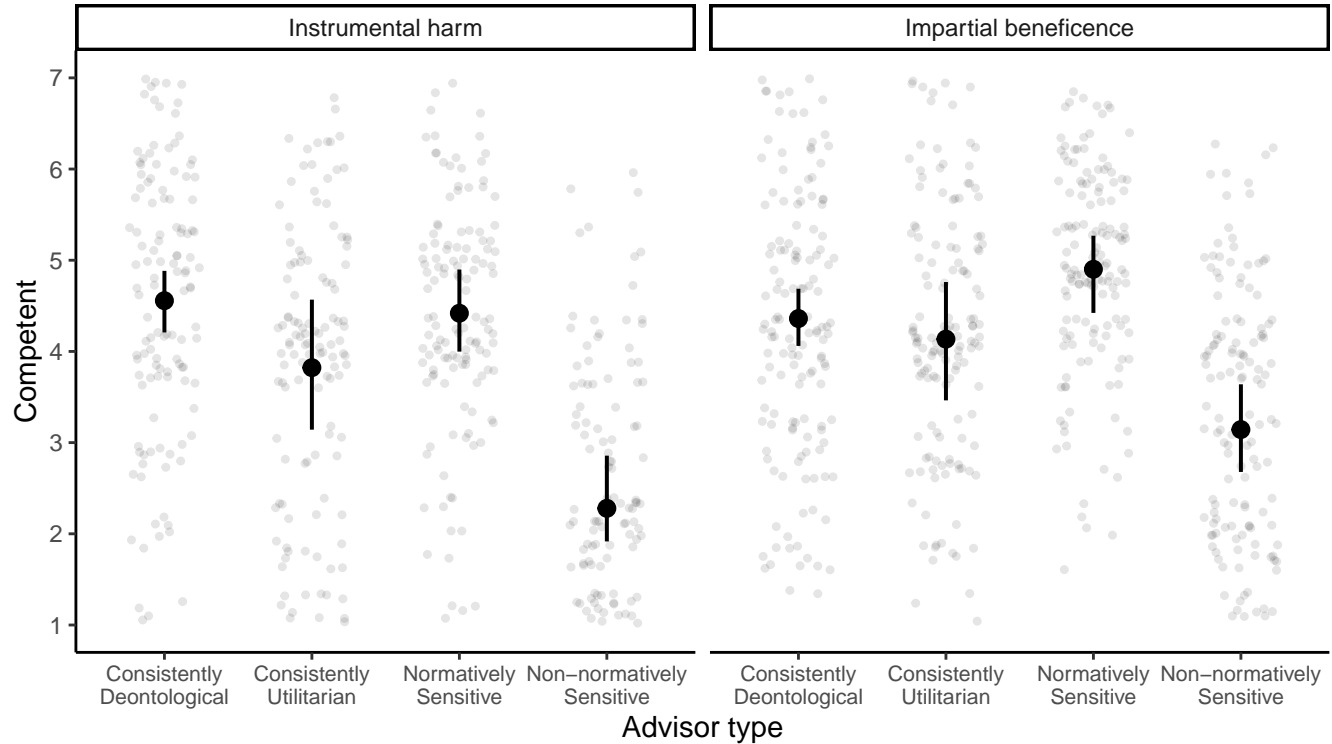 Instrumental harm
Impartial beneficence
Competent
7
6
5
4
3
2
1
Consistently
Deontological
Consistently
Utilitarian
Normatively
Sensitive
Non−normatively
Sensitive
Consistently
Deontological
Consistently
Utilitarian
Normatively
Sensitive
Non−normatively
Sensitive
Advisor type